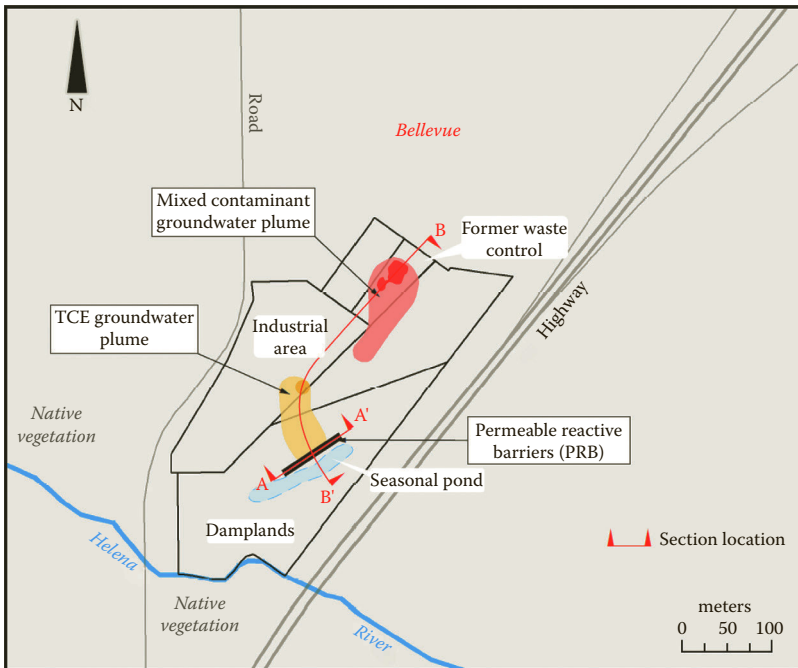 N
Road
Bellevue
Mixed contaminant
groundwater plume
B
Former waste
control
TCE groundwater
plume
Industrial
area
Highway
Native
vegetation
A'
Permeable reactive
barriers (PRB)
A
Seasonal pond
B'
Damplands
Section location
Helena
Native
vegetation
River
meters
0 50 100